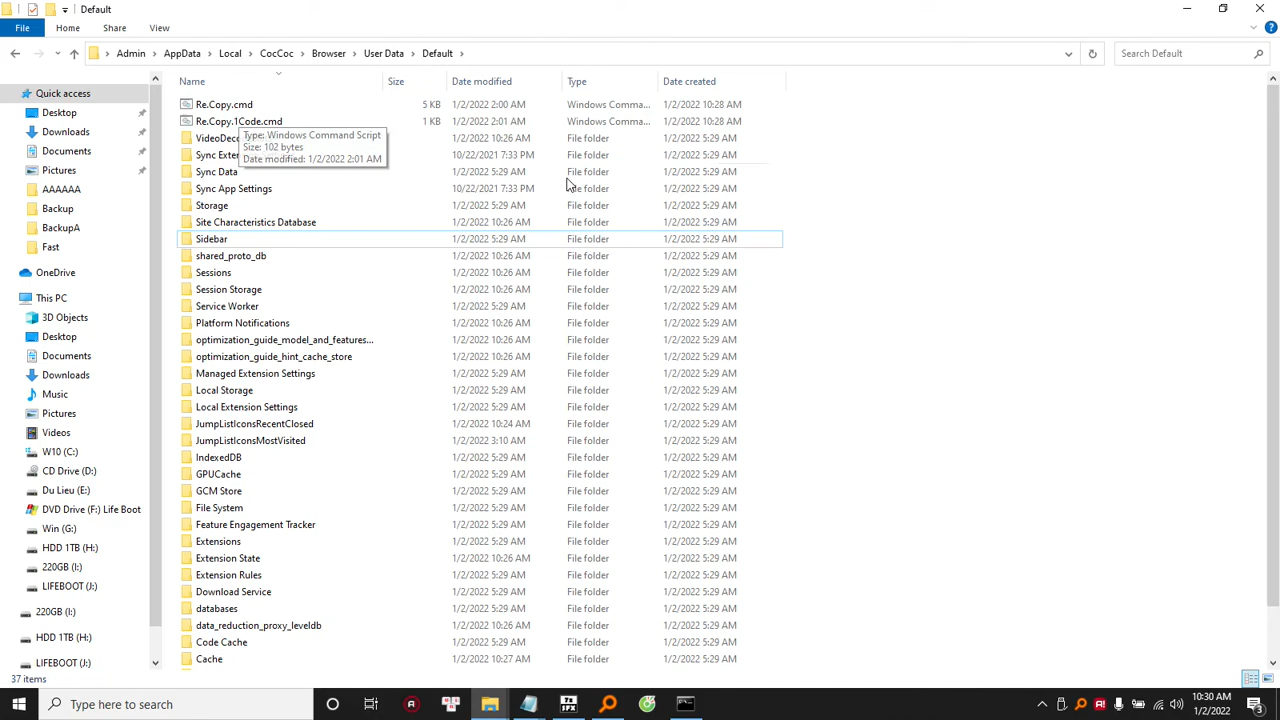 Default
File
Home
Share
View
Admin > AppData > Local > CocCoc > Browser > User Data > Default >
Search Default
Name Size Date modified Type Date created
Quick access
Desktop
Downloads
Documents
Pictures
AAAAAA
Backup
BackupA
Fast
OneDrive
This PC
3D Objects
Desktop
Documents
Downloads
Music
Pictures
Videos
W10 (C:)
CD Drive (D:)
Du Lieu (E:)
DVD Drive (F:) Life Boot
Win (G:)
HDD 1TB (H:)
220GB (I:)
LIFEBOOT (J:)
220GB (I:)
HDD 1TB (H:)
LIFEBOOT (J:)
Re.Copy.cmd 5 KB 1/2/2022 2:00 AM Windows Comma... 1/2/2022 10:28 AM
Re.Copy.1Code.cmd 1 KB 1/2/2022 2:01 AM Windows Comma... 1/2/2022 10:28 AM
Type: Windows Command Script
Size: 102 bytes
Date modified: 1/2/2022 2:01 AM
VideoDec 1/2/2022 10:26 AM File folder 1/2/2022 5:29 AM
Sync Exte 10/22/2021 7:33 PM File folder 1/2/2022 5:29 AM
Sync Data 1/2/2022 5:29 AM File folder 1/2/2022 5:29 AM
Sync App Settings 10/22/2021 7:33 PM File folder 1/2/2022 5:29 AM
Storage 1/2/2022 5:29 AM File folder 1/2/2022 5:29 AM
Site Characteristics Database 1/2/2022 10:26 AM File folder 1/2/2022 5:29 AM
Sidebar 1/2/2022 5:29 AM File folder 1/2/2022 5:29 AM
shared_proto_db 1/2/2022 10:26 AM File folder 1/2/2022 5:29 AM
Sessions 1/2/2022 10:26 AM File folder 1/2/2022 5:29 AM
Session Storage 1/2/2022 10:26 AM File folder 1/2/2022 5:29 AM
Service Worker 1/2/2022 5:29 AM File folder 1/2/2022 5:29 AM
Platform Notifications 1/2/2022 10:26 AM File folder 1/2/2022 5:29 AM
optimization_guide_model_and_features... 1/2/2022 10:26 AM File folder 1/2/2022 5:29 AM
optimization_guide_hint_cache_store 1/2/2022 10:26 AM File folder 1/2/2022 5:29 AM
Managed Extension Settings 1/2/2022 5:29 AM File folder 1/2/2022 5:29 AM
Local Storage 1/2/2022 5:29 AM File folder 1/2/2022 5:29 AM
Local Extension Settings 1/2/2022 5:29 AM File folder 1/2/2022 5:29 AM
JumpListIconsRecentClosed 1/2/2022 10:24 AM File folder 1/2/2022 5:29 AM
JumpListIconsMostVisited 1/2/2022 3:10 AM File folder 1/2/2022 5:29 AM
IndexedDB 1/2/2022 5:29 AM File folder 1/2/2022 5:29 AM
GPUCache 1/2/2022 5:29 AM File folder 1/2/2022 5:29 AM
GCM Store 1/2/2022 5:29 AM File folder 1/2/2022 5:29 AM
File System 1/2/2022 5:29 AM File folder 1/2/2022 5:29 AM
Feature Engagement Tracker 1/2/2022 5:29 AM File folder 1/2/2022 5:29 AM
Extensions 1/2/2022 5:29 AM File folder 1/2/2022 5:29 AM
Extension State 1/2/2022 10:26 AM File folder 1/2/2022 5:29 AM
Extension Rules 1/2/2022 5:29 AM File folder 1/2/2022 5:29 AM
Download Service 1/2/2022 5:29 AM File folder 1/2/2022 5:29 AM
databases 1/2/2022 5:29 AM File folder 1/2/2022 5:29 AM
data_reduction_proxy_leveldb 1/2/2022 10:26 AM File folder 1/2/2022 5:29 AM
Code Cache 1/2/2022 5:29 AM File folder 1/2/2022 5:29 AM
Cache 1/2/2022 10:27 AM File folder 1/2/2022 5:29 AM
37 items
Type here to search
10:30 AM
1/2/2022